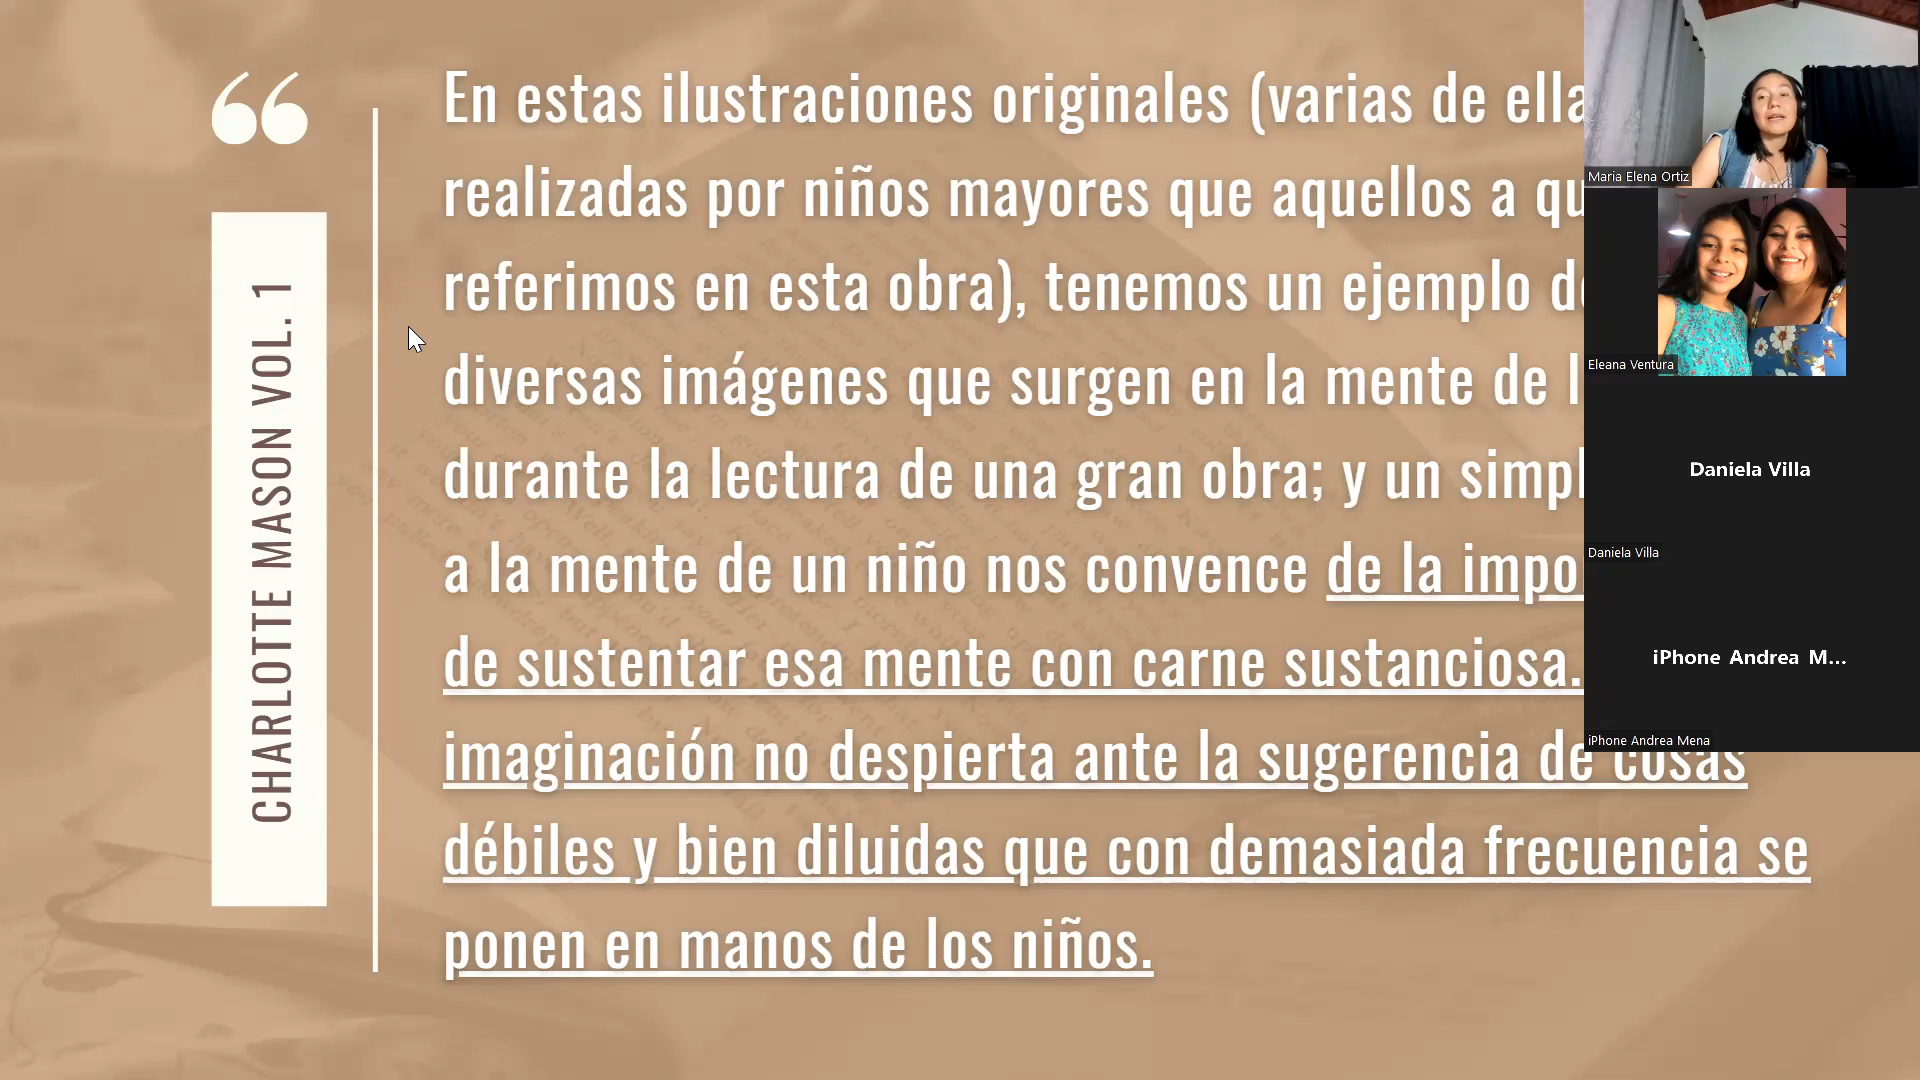 “
CHARLOTTE MASON VOL. 1
En estas ilustraciones originales (varias de ella
realizadas por niños mayores que aquellos a qu
referimos en esta obra), tenemos un ejemplo d
diversas imágenes que surgen en la mente de l
durante la lectura de una gran obra; y un simpl
a la mente de un niño nos convence de la impo
de sustentar esa mente con carne sustanciosa.
imaginación no despierta ante la sugerencia de cosas
débiles y bien diluidas que con demasiada frecuencia se
ponen en manos de los niños.
Maria Elena Ortiz
Eleana Ventura
Daniela Villa
Daniela Villa
iPhone Andrea M...
iPhone Andrea Mena